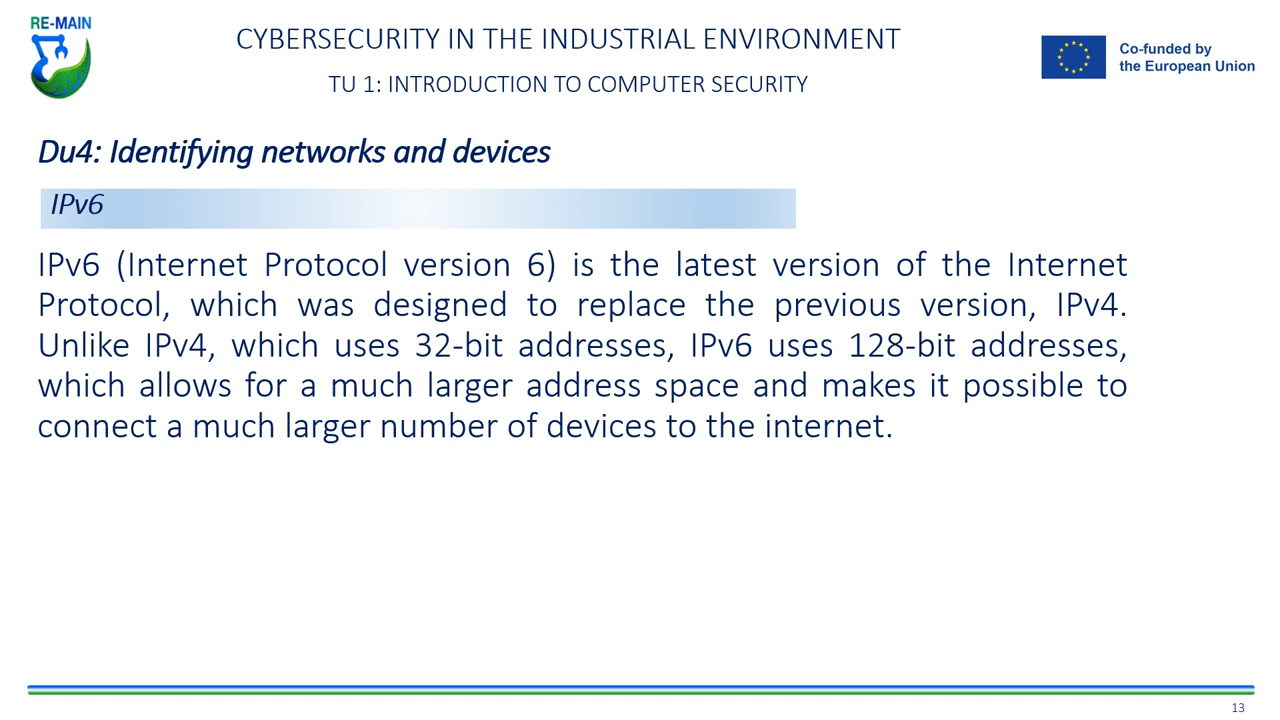 RE-MAIN
CYBERSECURITY IN THE INDUSTRIAL ENVIRONMENT
TU 1: INTRODUCTION TO COMPUTER SECURITY
Co-funded by
the European Union
Du4: Identifying networks and devices
IPv6
IPv6 (Internet Protocol version 6) is the latest version of the Internet
Protocol, which was designed to replace the previous version, IPv4.
Unlike IPv4, which uses 32-bit addresses, IPv6 uses 128-bit addresses,
which allows for a much larger address space and makes it possible to
connect a much larger number of devices to the internet.
13